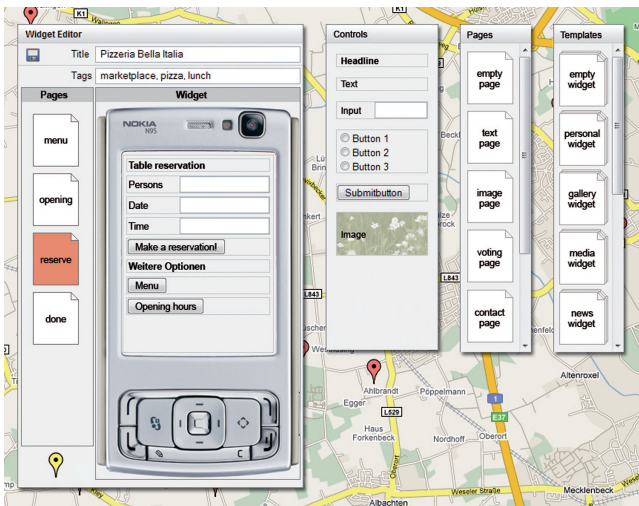 Widget Editor
Title Pizzeria Bella Italia
Tags marketplace, pizza, lunch
Pages
menu
opening
reserve
done
Widget
NOKIA
N95
Table reservation
Persons
Date
Time
Make a reservation!
Weitere Optionen
Menu
Opening hours
Controls
Headline
Text
Input
Button 1
Button 2
Button 3
Submitbutton
Image
Pages
empty
page
text
page
image
page
voting
page
contact
page
Templates
empty
widget
personal
widget
gallery
widget
media
widget
news
widget
K1
K1
L843
L843
Ahlbrandt
Pöppelmann
Egger
L529
Haus
Forkenbeck
Nordhoff
Oberort
Oberort
1
E37
Altenroxel
Weseler Straße
Mecklenbeck
Albachten